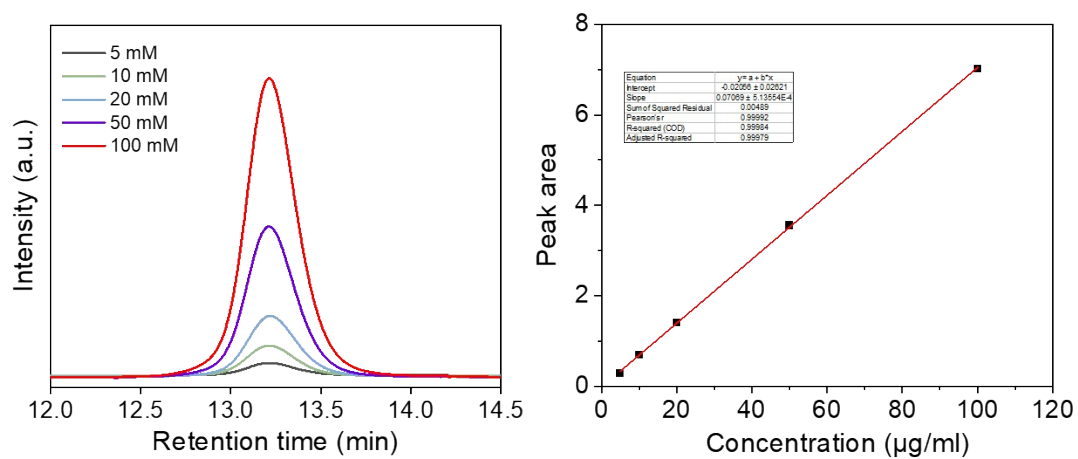 5 mM
10 mM
20 mM
50 mM
100 mM
Intensity (a.u.)
12.0 12.5 13.0 13.5 14.0 14.5
Retention time (min)
8
6
4
2
0
Peak area
Equation y= a + b*x
Intercept -0.02066 ± 0.02621
Slope 0.07069 ± 5.13554E-4
Sum of Squared Residual 0.00489
Pearson's r 0.99992
R-squared (COD) 0.99984
Adjusted R-squared 0.99979
0 20 40 60 80 100 120
Concentration (µg/ml)